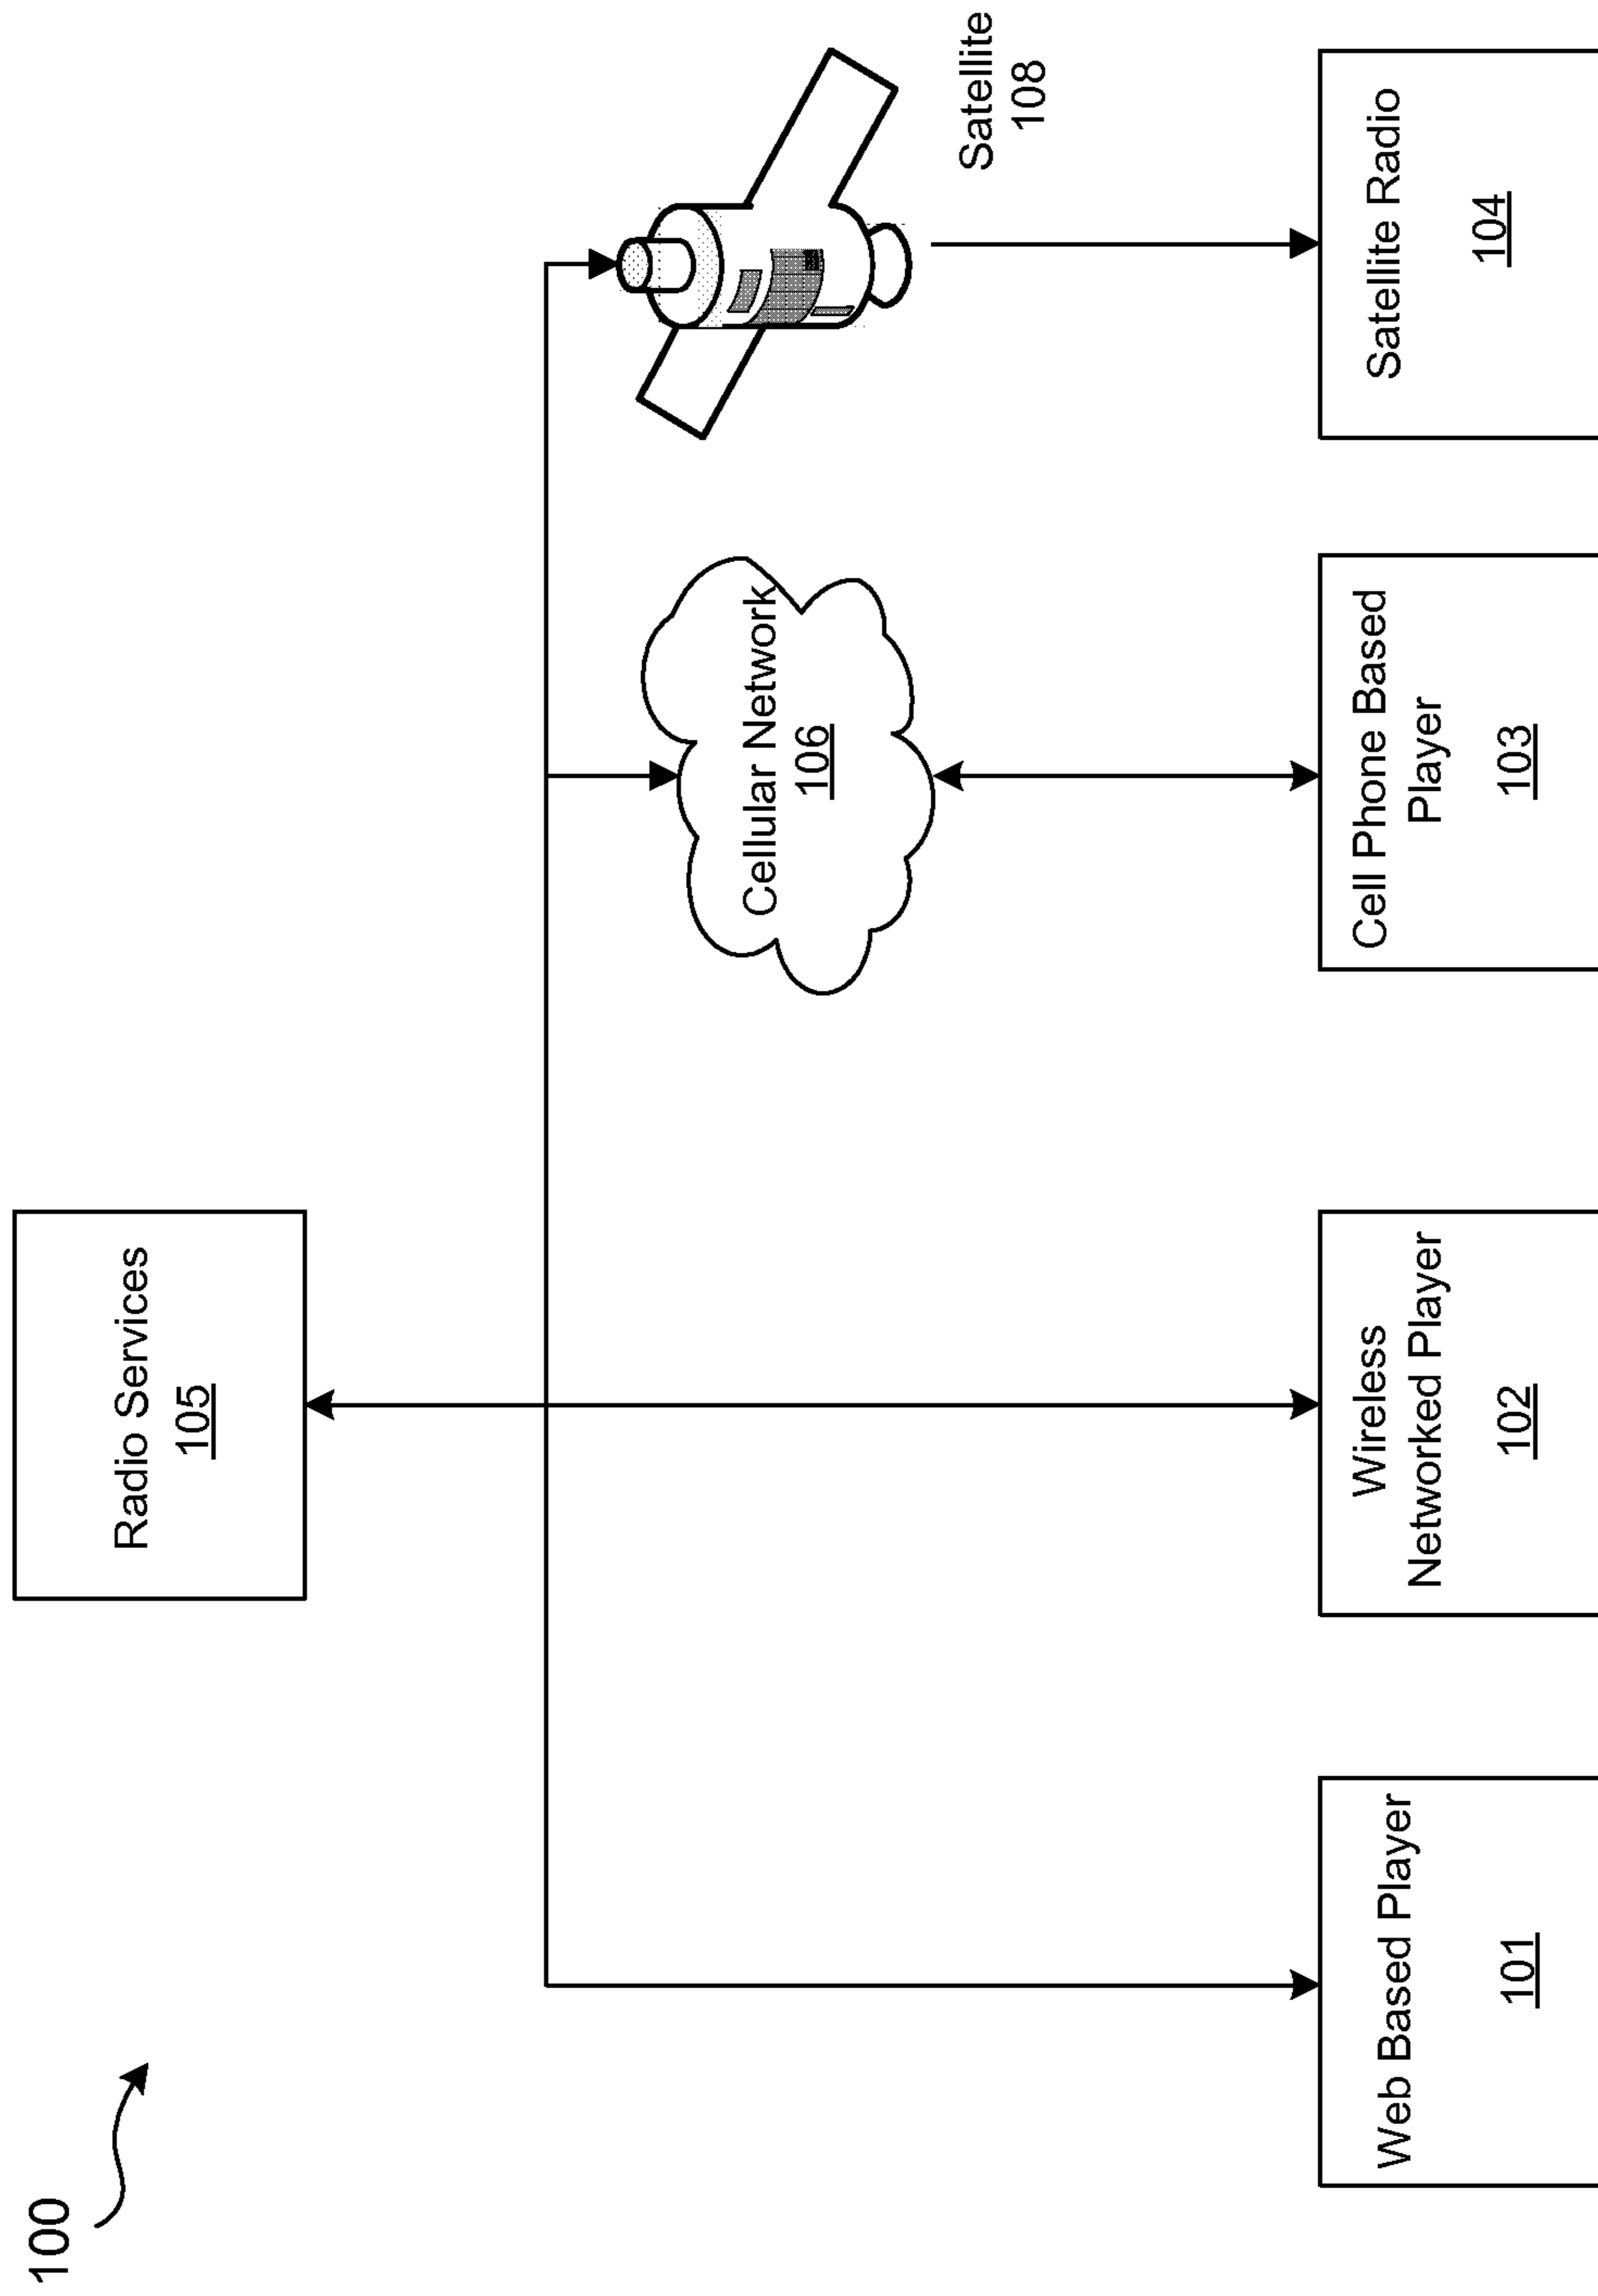 100
Radio Services
105
Cellular Network
106
Satellite
108
Web Based Player
101
Wireless
Networked Player
102
Cell Phone Based
Player
103
Satellite Radio
104